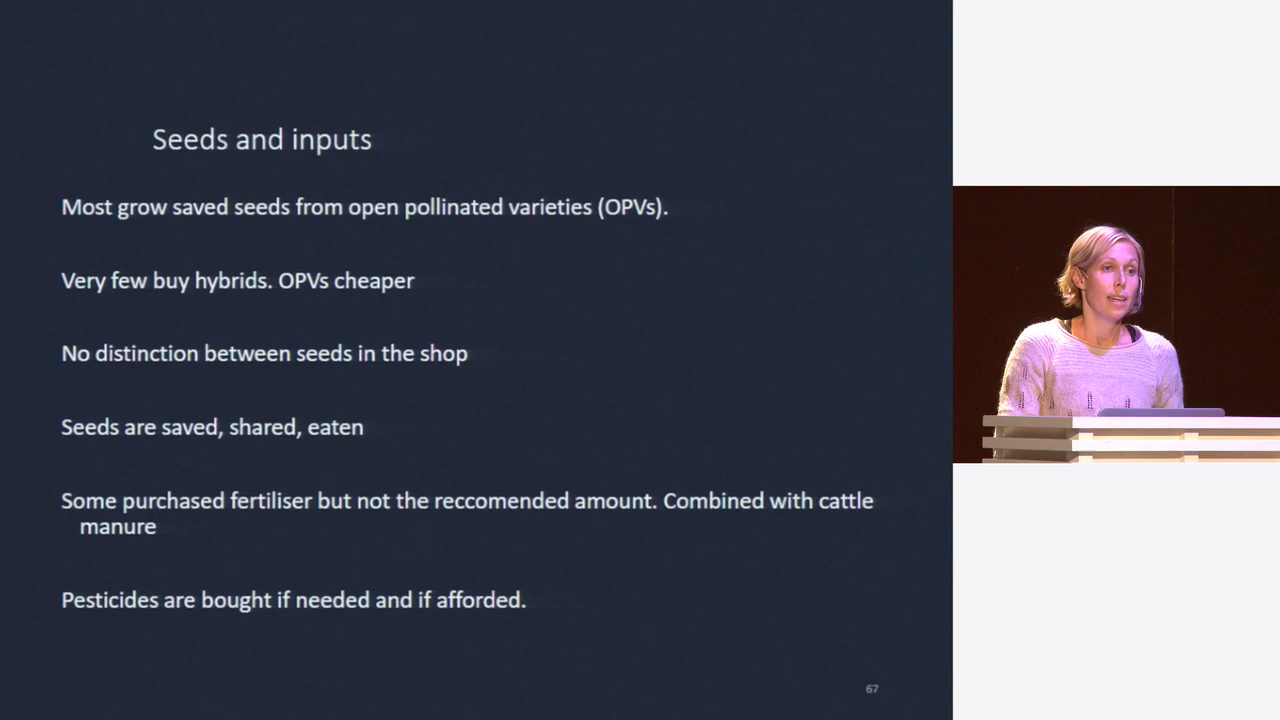 Seeds and inputs
Most grow saved seeds from open pollinated varieties (OPVs).
Very few buy hybrids. OPVs cheaper
No distinction between seeds in the shop
Seeds are saved, shared, eaten
Some purchased fertiliser but not the reccomended amount. Combined with cattle
manure
Pesticides are bought if needed and if afforded.
67